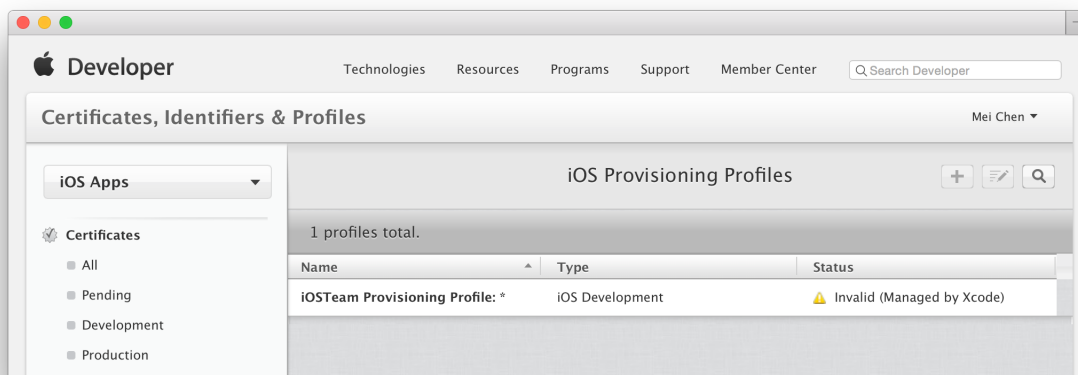 Developer
Technologies Resources Programs Support Member Center Search Developer
Certificates, Identifiers & Profiles Mei Chen
iOS Apps
iOS Provisioning Profiles
1 profiles total.
Certificates
All
Pending
Development
Production
Name Type Status
iOSTeam Provisioning Profile: * iOS Development Invalid (Managed by Xcode)